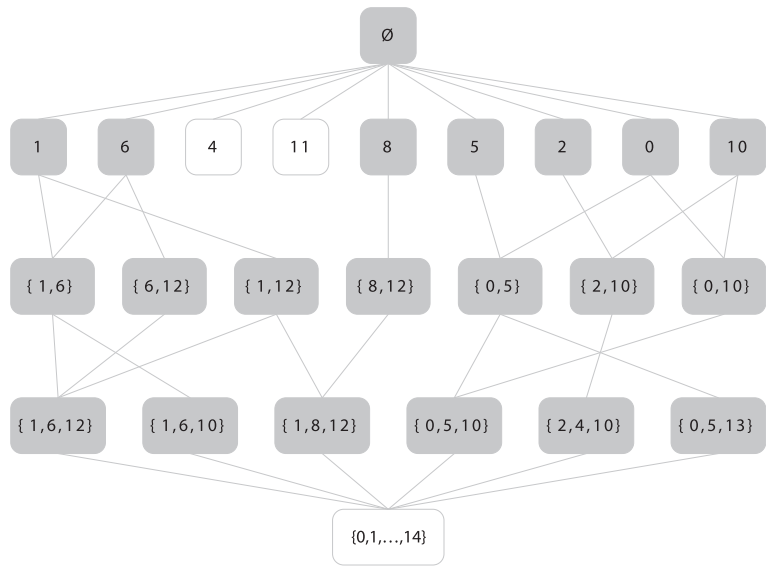 Ø
1 6 4 11 8 5 2 0 10
{ 1,6} { 6,12} { 1,12} { 8,12} { 0,5} { 2,10} { 0,10}
{ 1,6,12} { 1,6,10} { 1,8,12} { 0,5,10} { 2,4,10} { 0,5,13}
{0,1,...,14}